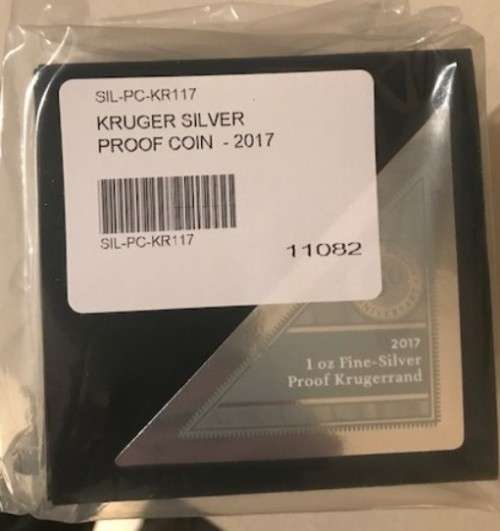 SIL-PC-KR117
KRUGER SILVER
PROOF COIN - 2017
SIL-PC-KR117
11082
2017
1 oz Fine-Silver
Proof Krugerrand